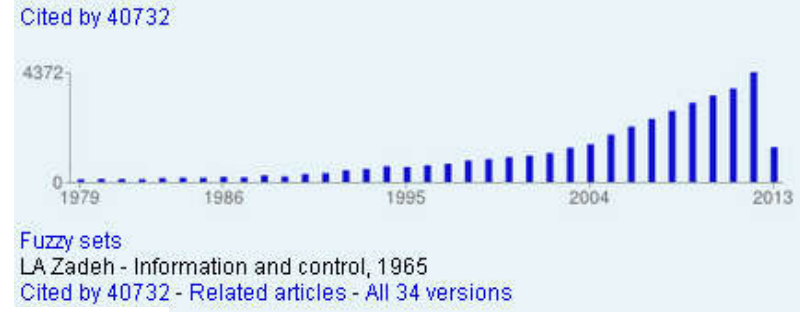 Cited by 40732
4372
0
1979 1986 1995 2004 2013
Fuzzy sets
LA Zadeh - Information and control, 1965
Cited by 40732 - Related articles - All 34 versions